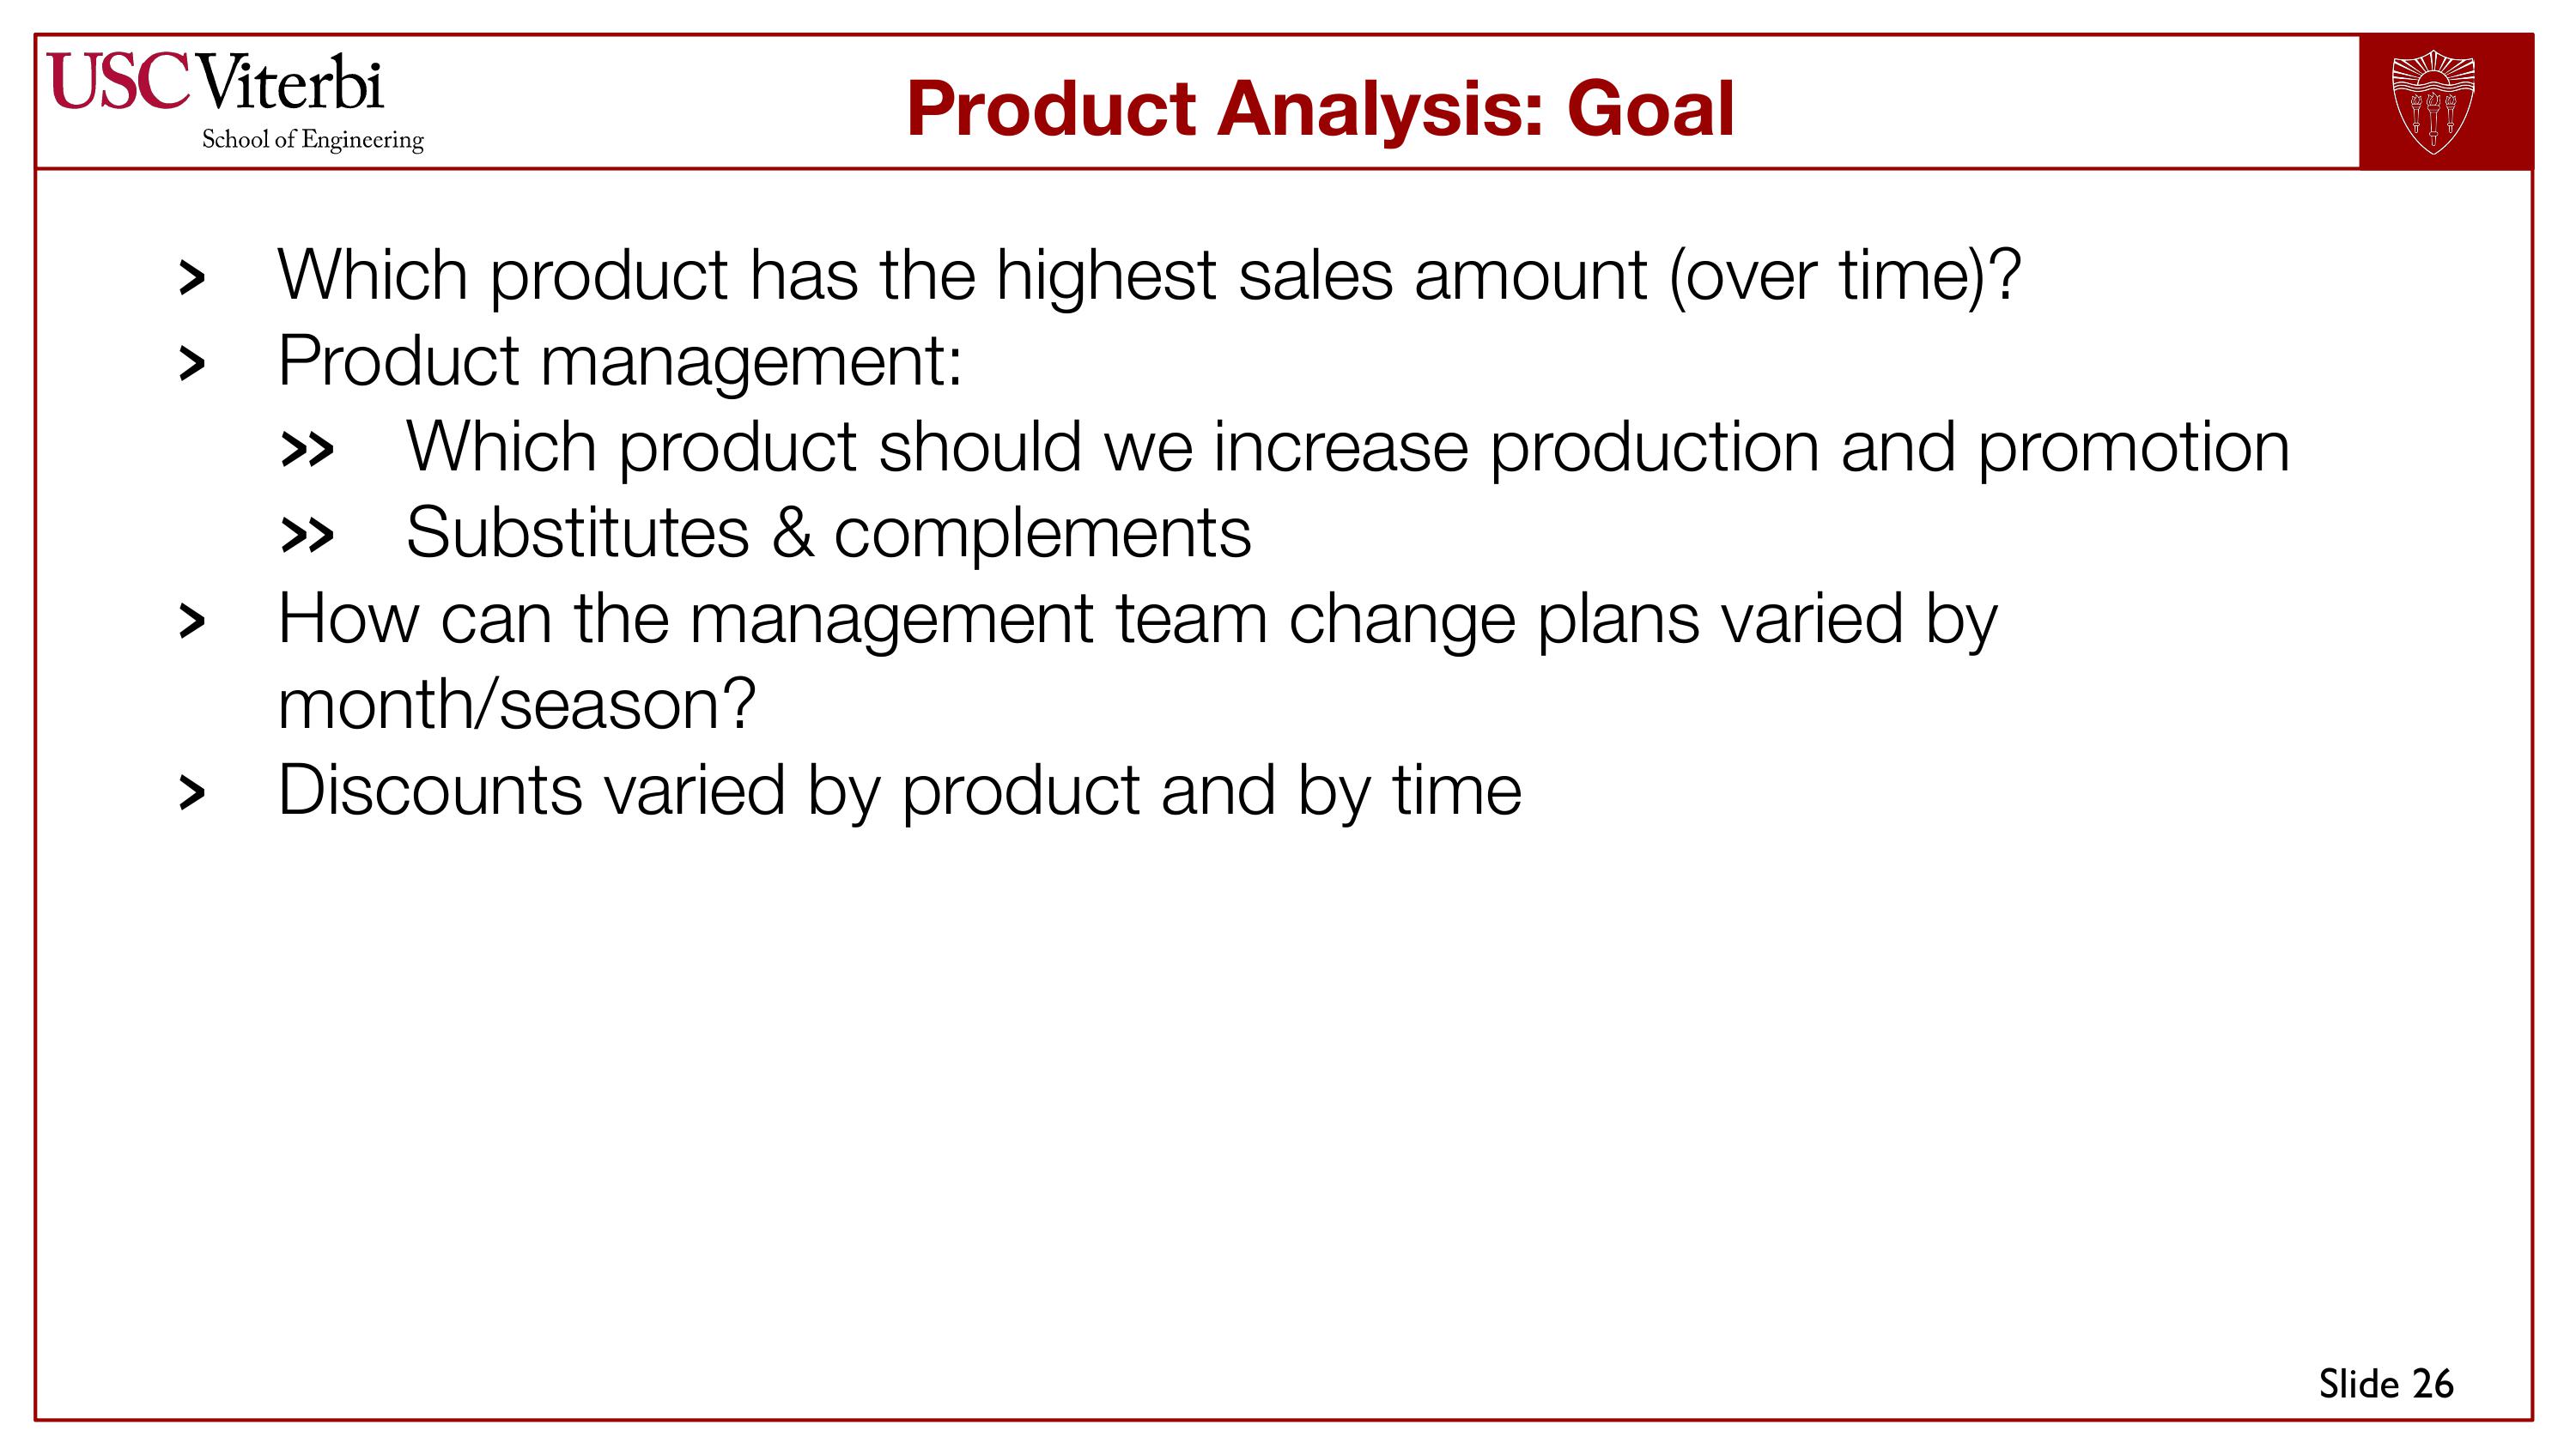 USC Viterbi
School of Engineering
Product Analysis: Goal
> Which product has the highest sales amount (over time)?
> Product management:
>> Which product should we increase production and promotion
>> Substitutes & complements
> How can the management team change plans varied by
month/season?
> Discounts varied by product and by time
Slide 26